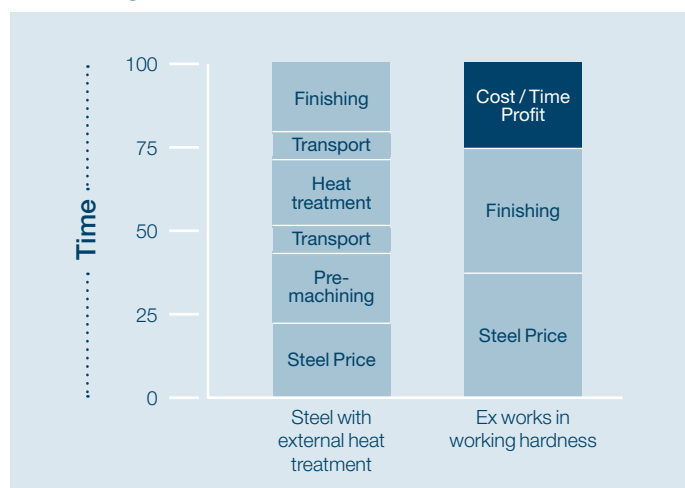 100
75
50
25
0
Time
Finishing
Transport
Heat
treatment
Transport
Pre-
machining
Steel Price
Cost / Time
Profit
Finishing
Steel Price
Steel with
external heat
treatment
Ex works in
working hardness